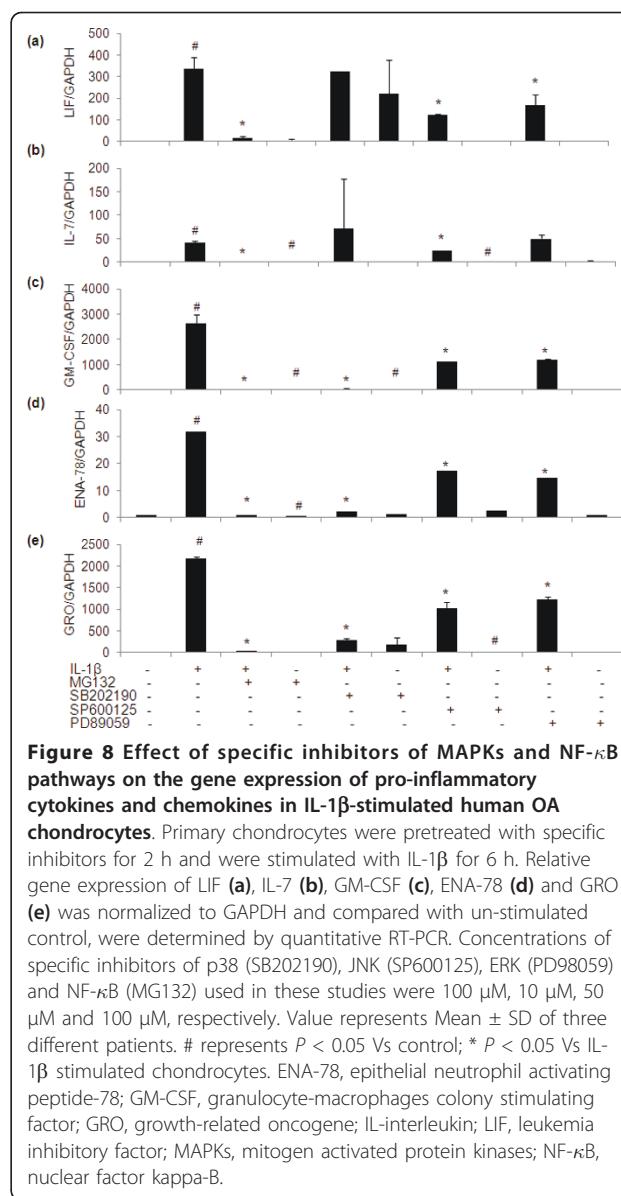 (a)
#
LIF/GAPDH
500
400
300
200
100
0
*
*
*
(b)
IL-7/GAPDH
200
150
100
50
0
#
*
#
*
#
(c)
GM-CSF/GAPDH
4000
3000
2000
1000
0
#
*
#
*
#
*
*
(d)
ENA-78/GAPDH
40
30
20
10
0
#
*
#
*
*
*
(e)
GRO/GAPDH
2500
2000
1500
1000
500
0
#
*
*
*
#
*
IL-1β - + + - + - + - + -
MG132 - - + + - - - - - -
SB202190 - - - - + + - - - -
SP600125 - - - - - - + + - -
PD89059 - - - - - - - - + +
Figure 8 Effect of specific inhibitors of MAPKs and NF-κB
pathways on the gene expression of pro-inflammatory
cytokines and chemokines in IL-1β-stimulated human OA
chondrocytes. Primary chondrocytes were pretreated with specific
inhibitors for 2 h and were stimulated with IL-1β for 6 h. Relative
gene expression of LIF (a), IL-7 (b), GM-CSF (c), ENA-78 (d) and GRO
(e) was normalized to GAPDH and compared with un-stimulated
control, were determined by quantitative RT-PCR. Concentrations of
specific inhibitors of p38 (SB202190), JNK (SP600125), ERK (PD98059)
and NF-κB (MG132) used in these studies were 100 μM, 10 μM, 50
μM and 100 μM, respectively. Value represents Mean ± SD of three
different patients. # represents P < 0.05 Vs control; * P < 0.05 Vs IL-
1β stimulated chondrocytes. ENA-78, epithelial neutrophil activating
peptide-78; GM-CSF, granulocyte-macrophages colony stimulating
factor; GRO, growth-related oncogene; IL-interleukin; LIF, leukemia
inhibitory factor; MAPKs, mitogen activated protein kinases; NF-κB,
nuclear factor kappa-B.